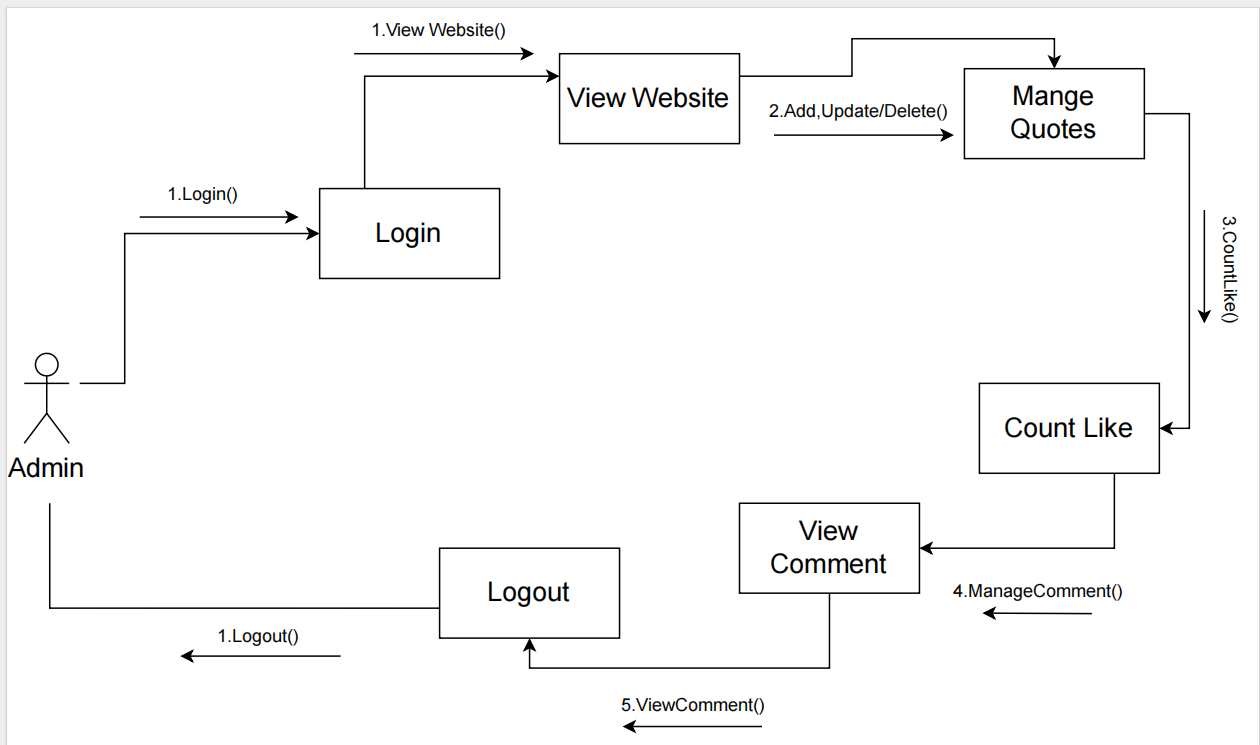 1.View Website()
View Website
2.Add,Update/Delete()
Mange
Quotes
1.Login()
Login
3.CountLike()
Admin
Count Like
View
Comment
4.ManageComment()
Logout
1.Logout()
5.ViewComment()